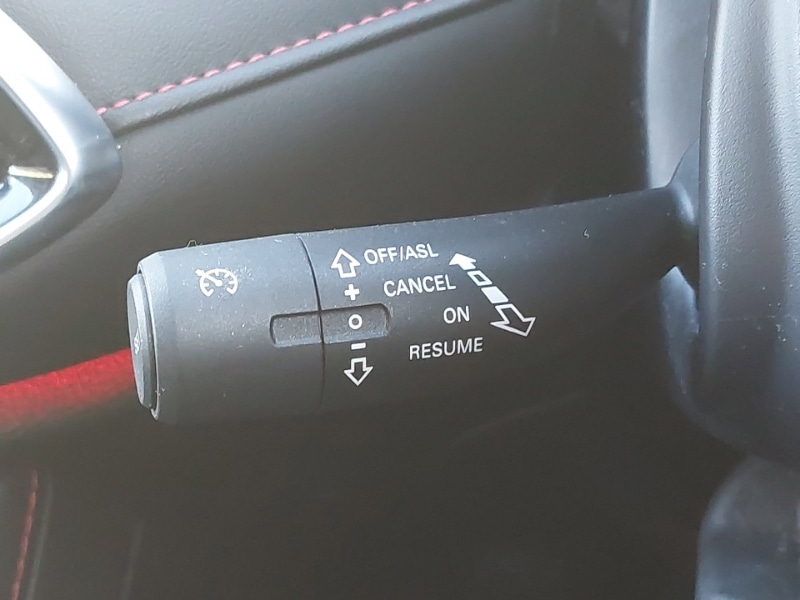 OFF/ASL
+ CANCEL
O ON
- RESUME